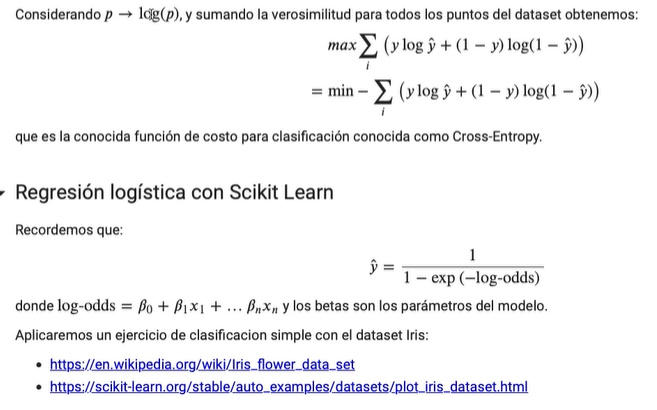 Considerando p → log(p), y sumando la verosimilitud para todos los puntos del dataset obtenemos:
max ∑_i (y log ŷ + (1 − y) log(1 − ŷ))
= min − ∑_i (y log ŷ + (1 − y) log(1 − ŷ))
que es la conocida función de costo para clasificación conocida como Cross-Entropy.
Regresión logística con Scikit Learn
Recordemos que:
ŷ = 1 / (1 − exp (−log-odds))
donde log-odds = β₀ + β₁x₁ + … βₙxₙ y los betas son los parámetros del modelo.
Aplicaremos un ejercicio de clasificacion simple con el dataset Iris:
• https://en.wikipedia.org/wiki/Iris_flower_data_set
• https://scikit-learn.org/stable/auto_examples/datasets/plot_iris_dataset.html